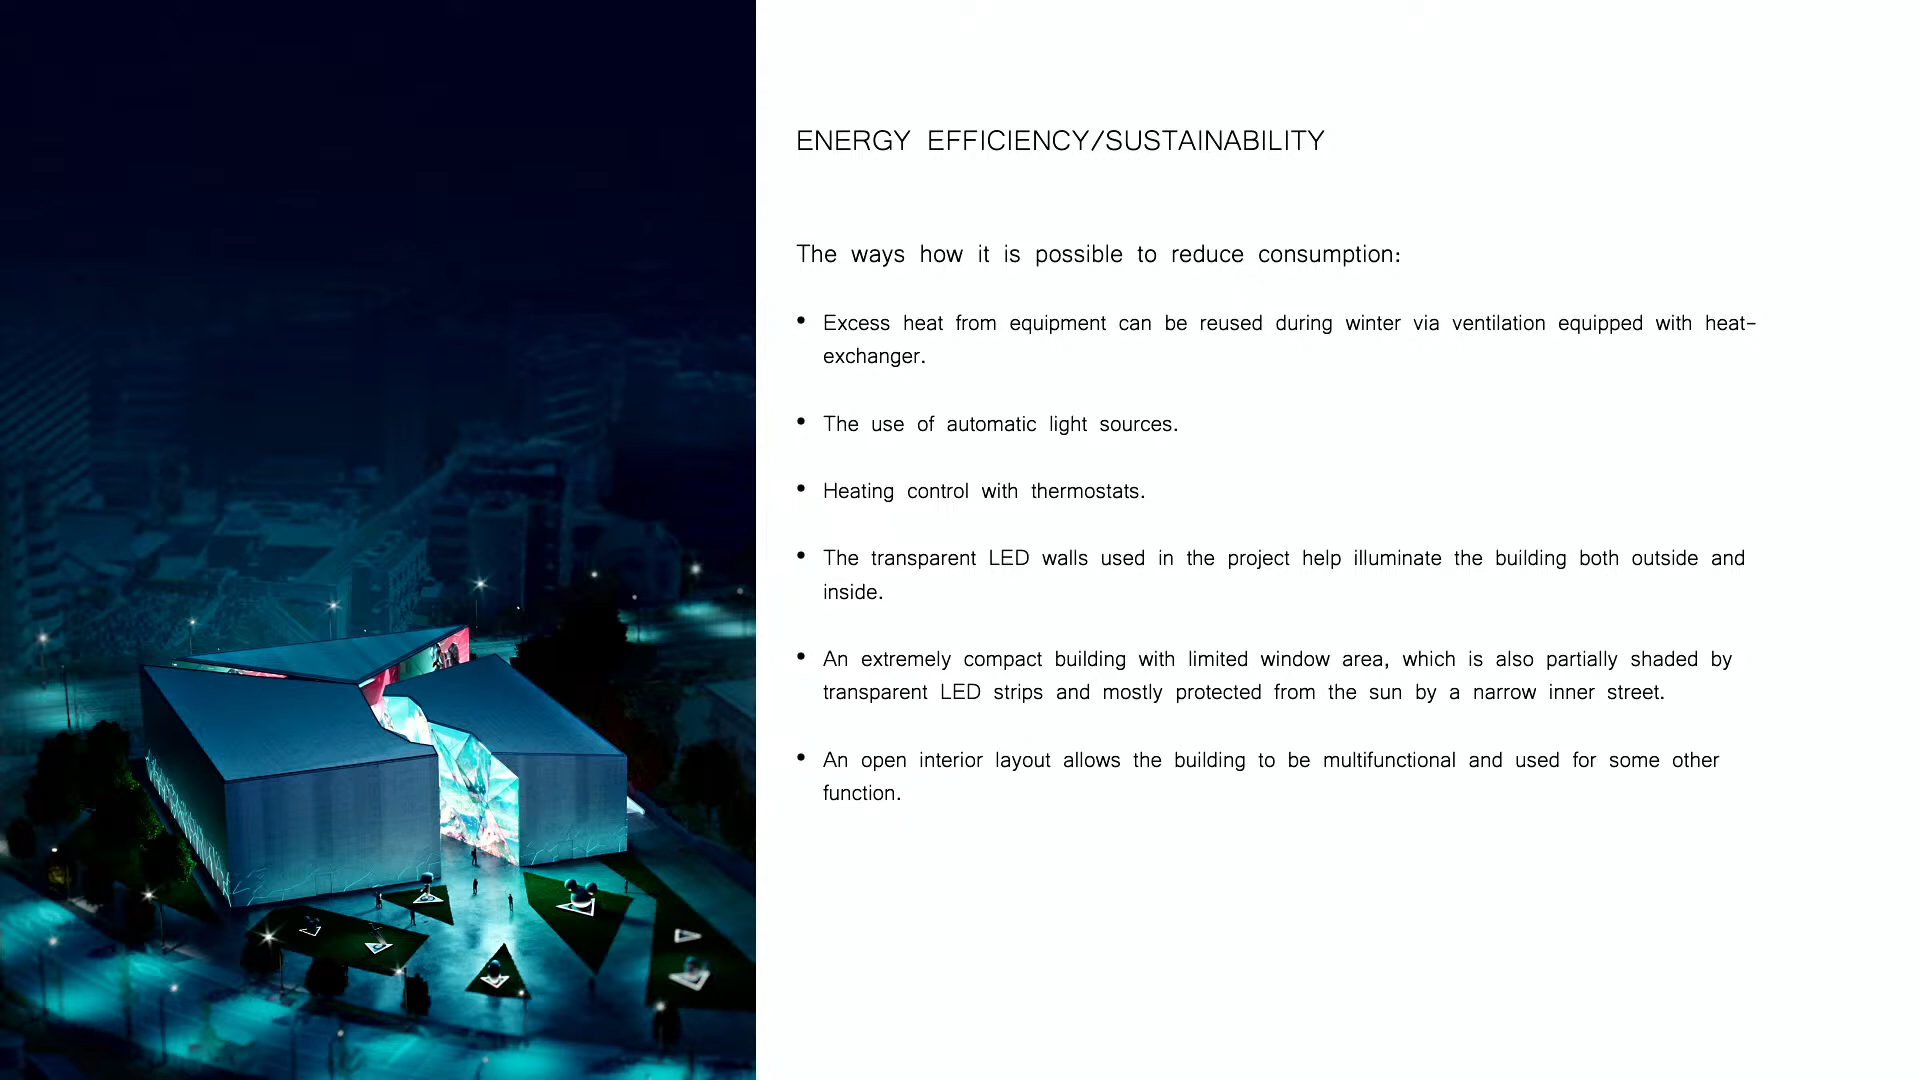 ENERGY EFFICIENCY/SUSTAINABILITY
The ways how it is possible to reduce consumption:
• Excess heat from equipment can be reused during winter via ventilation equipped with heat-
exchanger.
• The use of automatic light sources.
• Heating control with thermostats.
• The transparent LED walls used in the project help illuminate the building both outside and
inside.
• An extremely compact building with limited window area, which is also partially shaded by
transparent LED strips and mostly protected from the sun by a narrow inner street.
• An open interior layout allows the building to be multifunctional and used for some other
function.